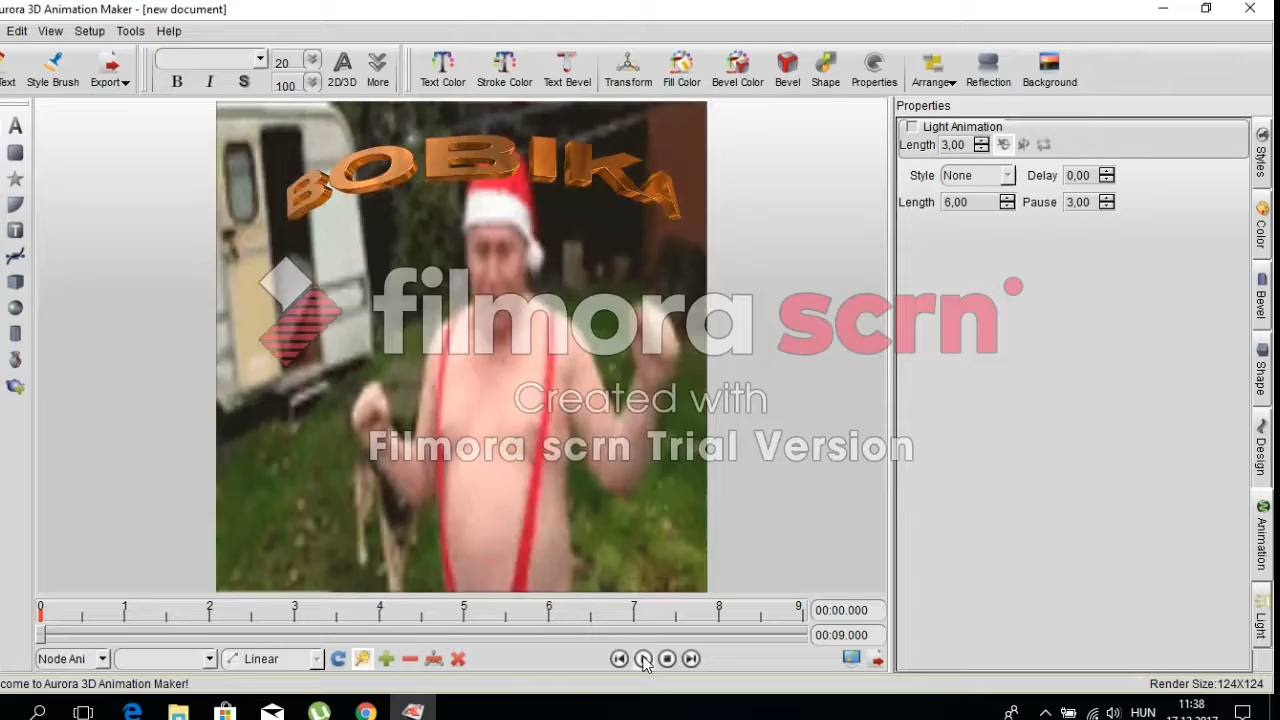 urora 3D Animation Maker - [new document]
Edit View Setup Tools Help
Text Style Brush Export 20 100 B I S 2D/3D More Text Color Stroke Color Text Bevel Transform Fill Color Bevel Color Bevel Shape Properties Arrange Reflection Background
Properties
Light Animation
Length 3,00
Style None Delay 0,00
Length 6,00 Pause 3,00
Styles
Color
Bevel
Shape
Design
Animation
Light
BOBIKA
filmora scrn
Created with
Filmora scrn Trial Version
0 1 2 3 4 5 6 7 8 9 00:00.000
00:09.000
Node Ani Linear
come to Aurora 3D Animation Maker! Render Size:124X124
11:38
HUN
17.12.2017